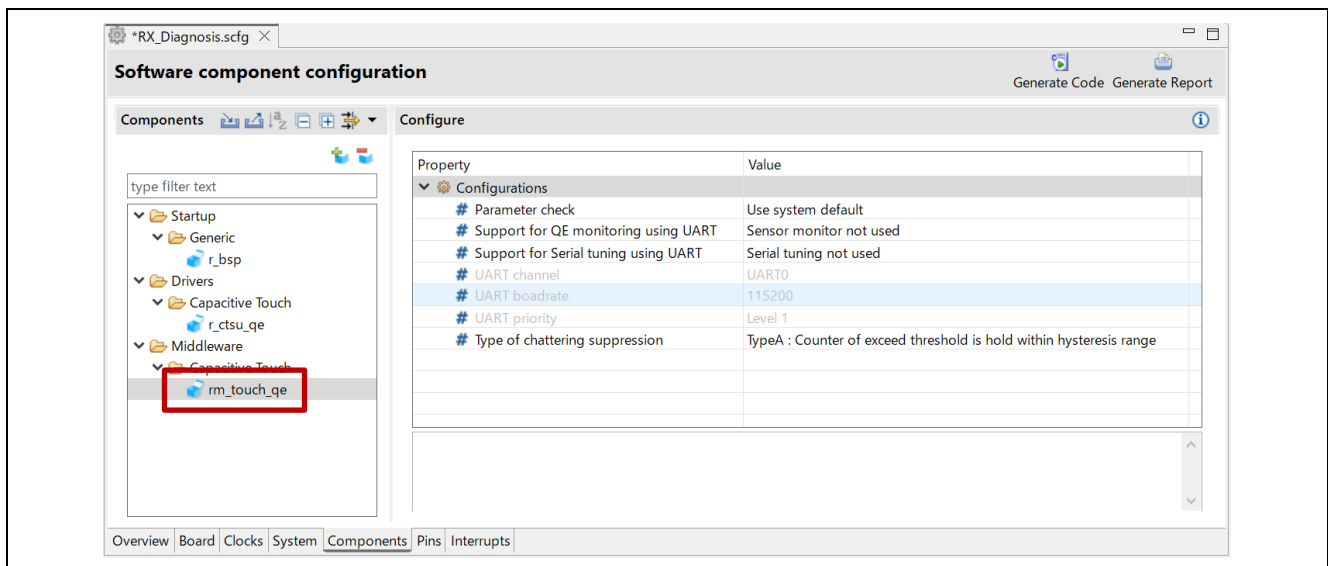 *RX_Diagnosis.scfg
Software component configuration
Generate Code Generate Report
Components
Configure
type filter text
Startup
Generic
r_bsp
Drivers
Capacitive Touch
r_ctsu_qe
Middleware
Capacitive Touch
rm_touch_qe
Property Value
Configurations
# Parameter check Use system default
# Support for QE monitoring using UART Sensor monitor not used
# Support for Serial tuning using UART Serial tuning not used
# UART channel UART0
# UART boadrate 115200
# UART priority Level 1
# Type of chattering suppression TypeA : Counter of exceed threshold is hold within hysteresis range
Overview Board Clocks System Components Pins Interrupts